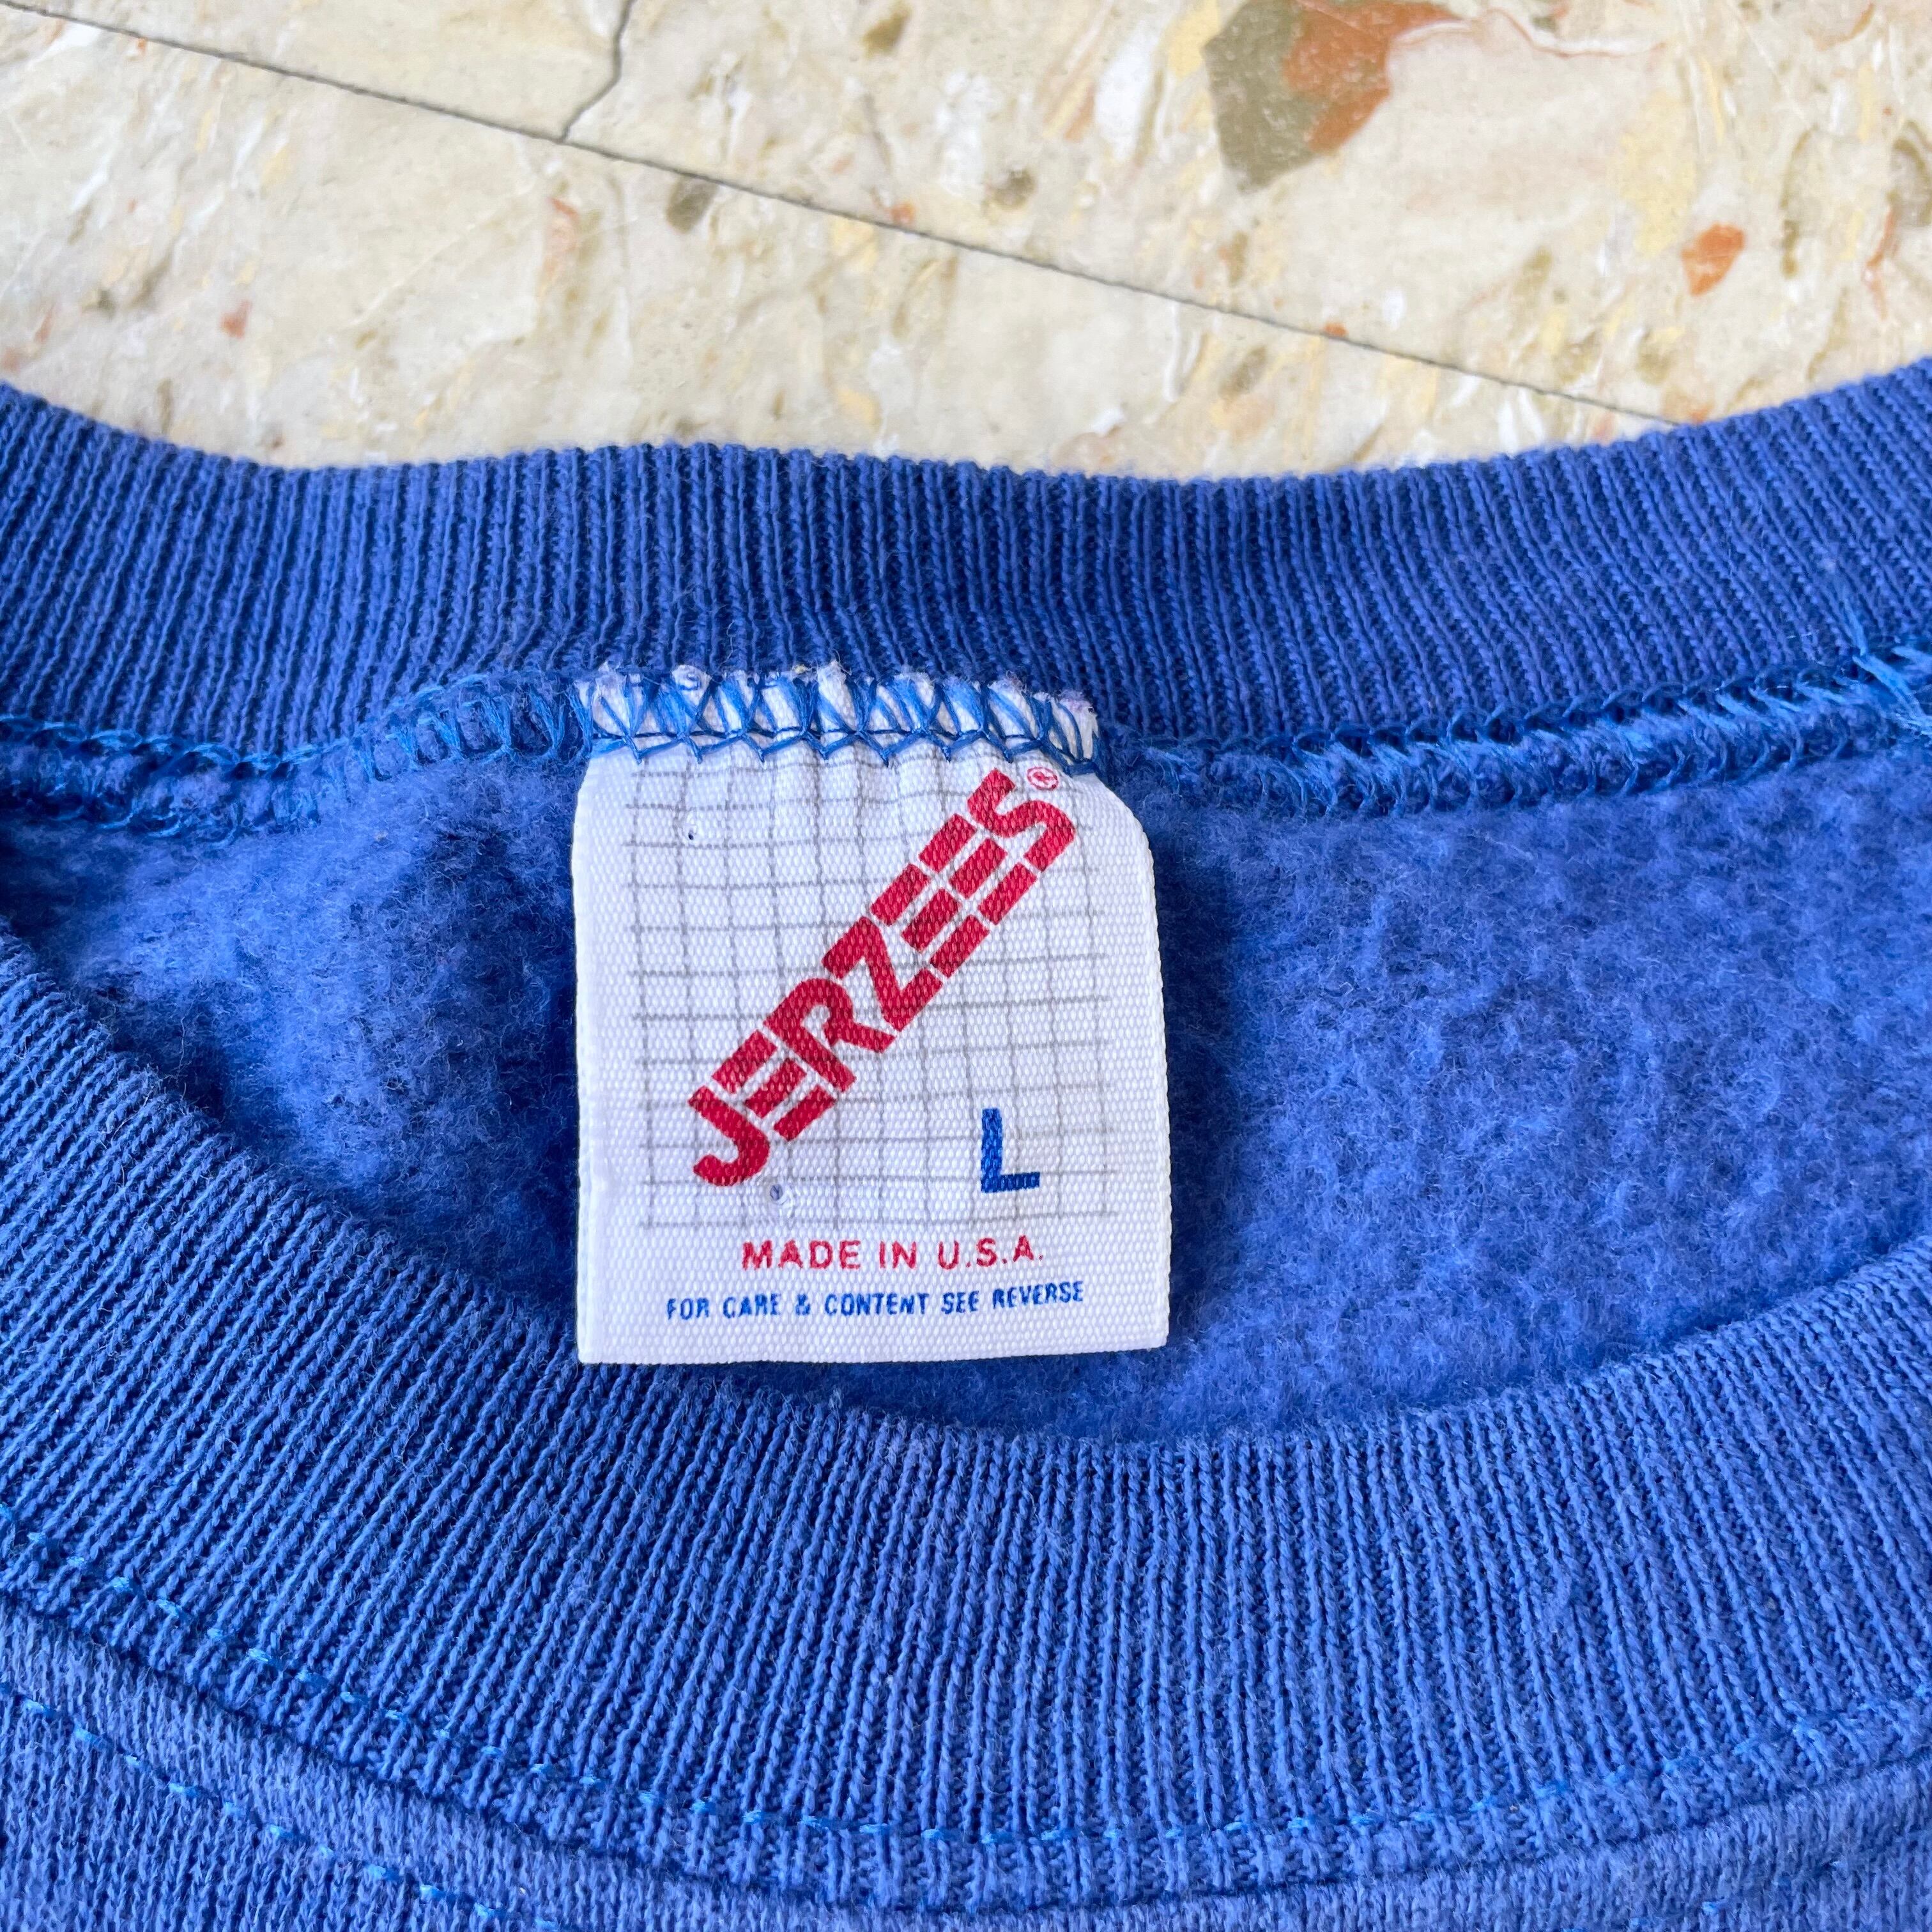 JERZEES®
L
MADE IN U.S.A.
FOR CARE & CONTENT SEE REVERSE